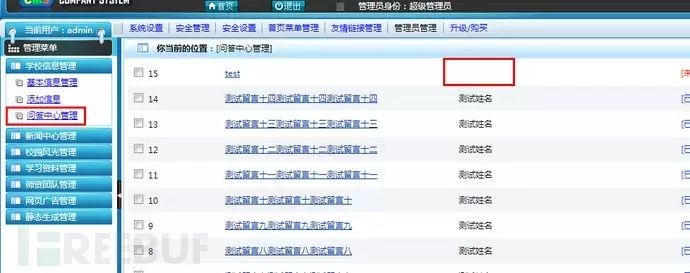 CMS COMPANY SYSTEM
首页 退出 管理员身份：超级管理员
当前用户：admin
系统设置 安全管理 安全设置 首页菜单管理 友情链接管理 管理员管理 升级/购买
管理菜单
你当前的位置：[问答中心管理]
学校信息管理
基本信息管理
添加信息
问答中心管理
新闻中心管理
校园风光管理
学习资料管理
师资团队管理
网页广告管理
静态生成管理
15 test
14 测试留言十四测试留言十四测试留言十四 测试姓名
13 测试留言十三测试留言十三测试留言十三 测试姓名
12 测试留言十二测试留言十二测试留言十二 测试姓名
11 测试留言十一测试留言十一测试留言十一 测试姓名
10 测试留言十测试留言十测试留言十 测试姓名
9 测试留言九测试留言九测试留言九 测试姓名
8 测试留言八测试留言八测试留言八 测试姓名
FREEBUF